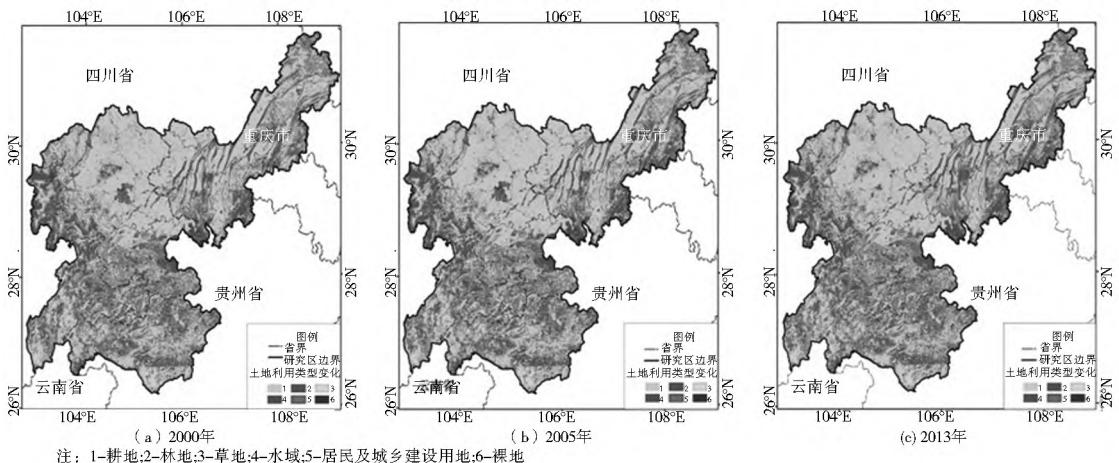 104°E 106°E 108°E
104°E 106°E 108°E
104°E 106°E 108°E
四川省
重庆市
贵州省
云南省
30°N
28°N
26°N
图例
省界
研究区边界
土地利用类型变化
1 2 3
4 5 6
四川省
重庆市
贵州省
云南省
30°N
28°N
26°N
图例
省界
研究区边界
土地利用类型变化
1 2 3
4 5 6
四川省
重庆市
贵州省
云南省
30°N
28°N
26°N
30°N
28°N
26°N
图例
省界
研究区边界
土地利用类型变化
1 2 3
4 5 6
104°E 106°E 108°E
104°E 106°E 108°E
104°E 106°E 108°E
（a）2000年
（b）2005年
(c) 2013年
注：1-耕地;2-林地;3-草地;4-水域;5-居民及城乡建设用地;6-裸地